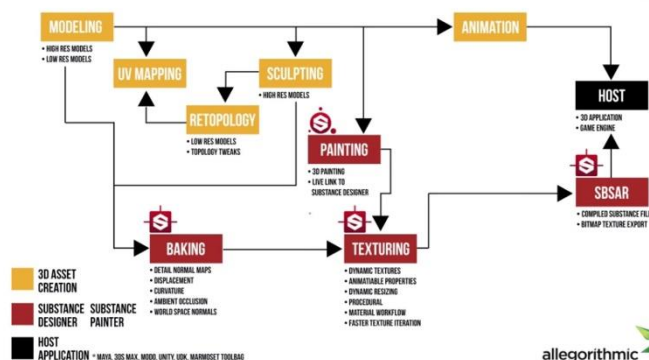 MODELING
• HIGH RES MODELS
• LOW RES MODELS
UV MAPPING
SCULPTING
• HIGH RES MODELS
RETOPOLOGY
• LOW RES MODELS
• TOPOLOGY TWEAKS
ANIMATION
HOST
• 3D APPLICATION
• GAME ENGINE
PAINTING
• 3D PAINTING
• LIVE LINK TO
SUBSTANCE DESIGNER
SBSAR
• COMPILED SUBSTANCE FIL
• BITMAP TEXTURE EXPORT
BAKING
• DETAIL NORMAL MAPS
• DISPLACEMENT
• CURVATURE
• AMBIENT OCCLUSION
• WORLD SPACE NORMALS
TEXTURING
• DYNAMIC TEXTURES
• ANIMATIABLE PROPERTIES
• DYNAMIC RESIZING
• PROCEDURAL
• MATERIAL WORKFLOW
• FASTER TEXTURE ITERATION
3D ASSET
CREATION
SUBSTANCE SUBSTANCE
DESIGNER PAINTER
HOST
APPLICATION * MAYA, 3DS MAX, MODO, UNITY, UDK, MARMOSET TOOLBAG
allegorithmic